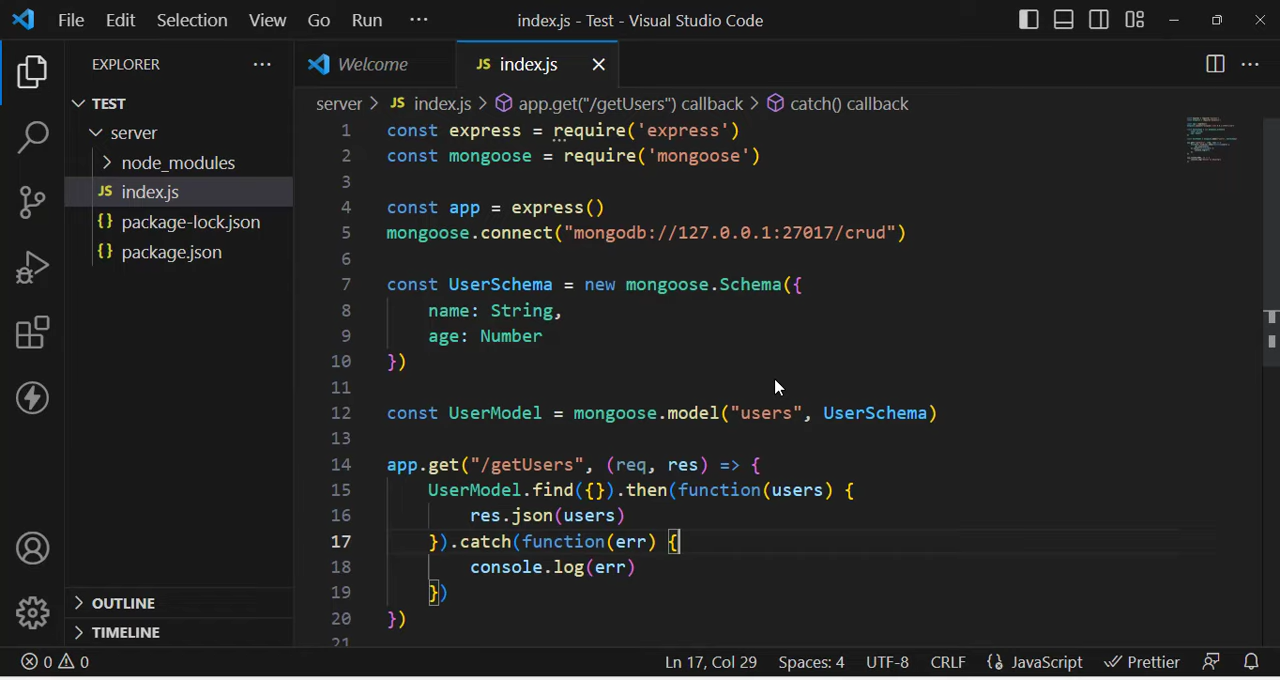 File Edit Selection View Go Run ··· index.js - Test - Visual Studio Code
EXPLORER ···
TEST
server
node_modules
JS index.js
{} package-lock.json
{} package.json
OUTLINE
TIMELINE
Welcome JS index.js ···
server > JS index.js > app.get("/getUsers") callback > catch() callback
1 const express = require('express')
2 const mongoose = require('mongoose')
3
4 const app = express()
5 mongoose.connect("mongodb://127.0.0.1:27017/crud")
6
7 const UserSchema = new mongoose.Schema({
8 name: String,
9 age: Number
10 })
11
12 const UserModel = mongoose.model("users", UserSchema)
13
14 app.get("/getUsers", (req, res) => {
15 UserModel.find({}).then(function(users) {
16 res.json(users)
17 }).catch(function(err) {
18 console.log(err)
19 })
20 })
21
0 0 Ln 17, Col 29 Spaces: 4 UTF-8 CRLF {} JavaScript Prettier